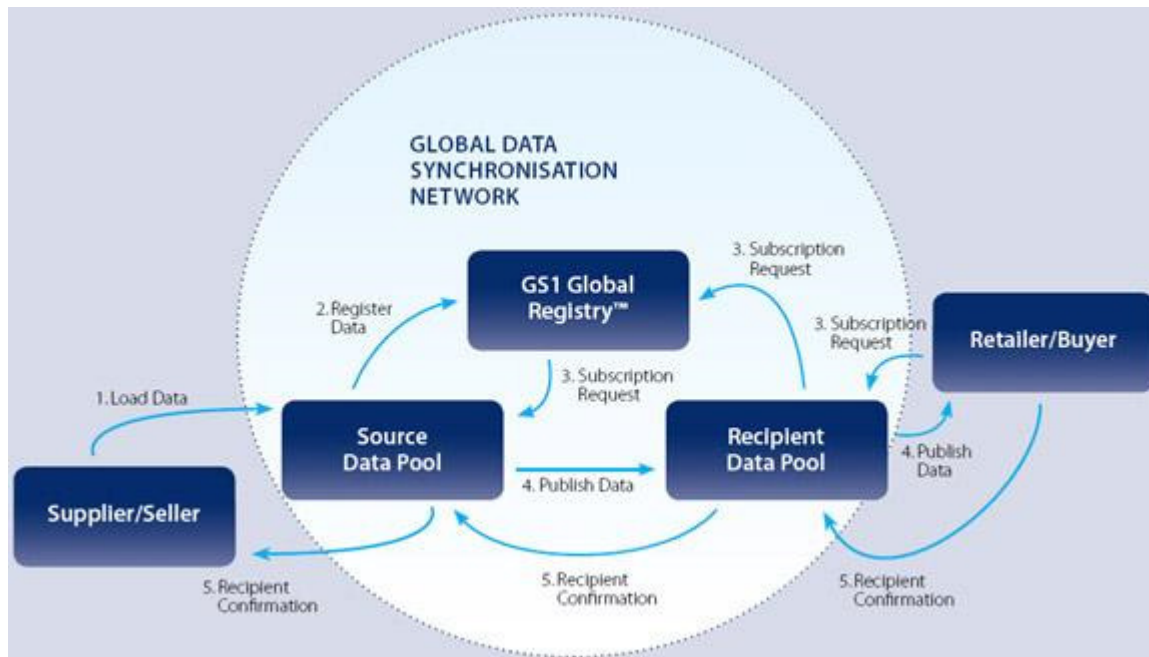 GLOBAL DATA
SYNCHRONISATION
NETWORK
GS1 Global
Registry™
3. Subscription
Request
2. Register
Data
3. Subscription
Request
Retailer/Buyer
3. Subscription
Request
1. Load Data
Source
Data Pool
Recipient
Data Pool
4. Publish Data
4. Publish
Data
Supplier/Seller
5. Recipient
Confirmation
5. Recipient
Confirmation
5. Recipient
Confirmation